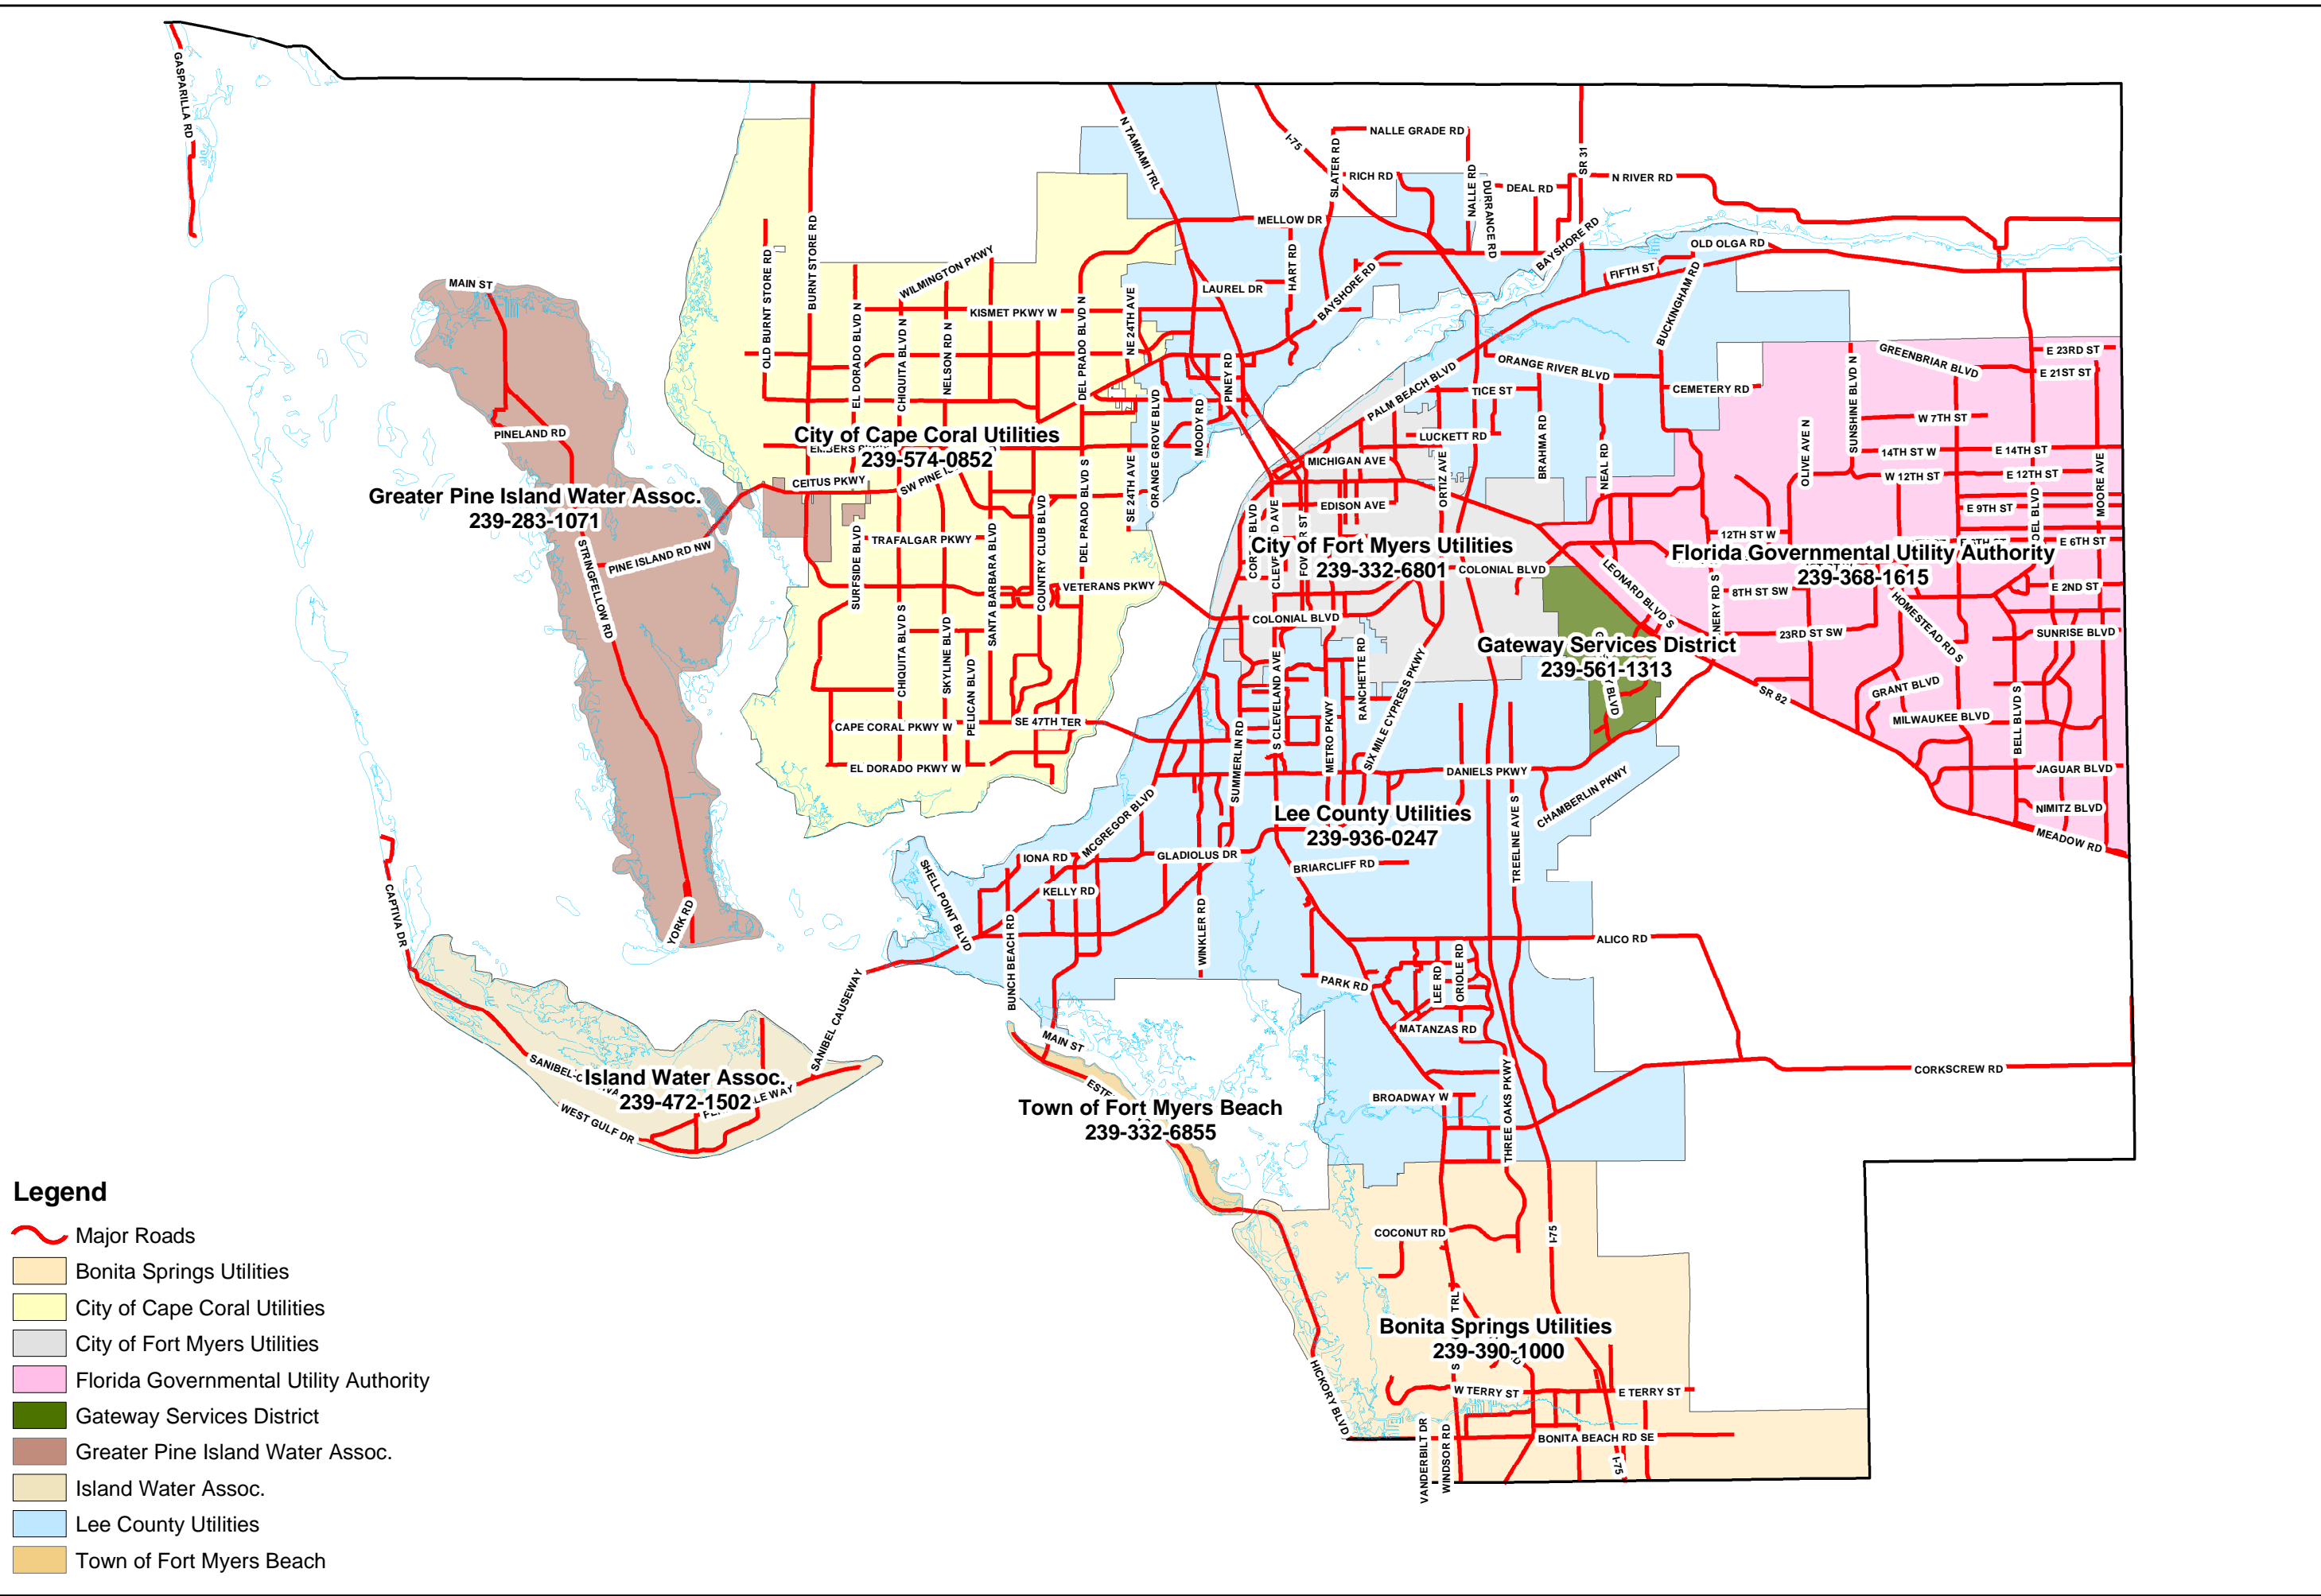 GASPARILLA RD
N TAMIAMI TRL
I-75
NALLE GRADE RD
SLATER RD
RICH RD
NALLE RD
DURRANCE RD
DEAL RD
SR 31
N RIVER RD
MELLOW DR
BAYSHORE RD
OLD OLGA RD
FIFTH ST
BUCKINGHAM RD
HART RD
LAUREL DR
BAYSHORE RD
MAIN ST
OLD BURNT STORE RD
BURNT STORE RD
WILMINGTON PKWY
KISMET PKWY W
EL DORADO BLVD N
CHIQUITA BLVD N
NELSON RD N
DEL PRADO BLVD N
NE 24TH AVE
PINEY RD
ORANGE GROVE BLVD
MOODY RD
PALM BEACH BLVD
ORANGE RIVER BLVD
TICE ST
CEMETERY RD
SUNSHINE BLVD N
GREENBRIAR BLVD
E 23RD ST
E 21ST ST
W 7TH ST
PINELAND RD
City of Cape Coral Utilities
239-574-0852
LUCKETT RD
BRAHMA RD
MICHIGAN AVE
NEAL RD
OLIVE AVE N
14TH ST W
E 14TH ST
W 12TH ST
E 12TH ST
MOORE AVE
CEITUS PKWY
Greater Pine Island Water Assoc.
239-283-1071
DEL PRADO BLVD S
SE 24TH AVE
ORTIZ AVE
EDISON AVE
E 9TH ST
STRINGFELLOW RD
PINE ISLAND RD NW
SURFSIDE BLVD
TRAFALGAR PKWY
SANTA BARBARA BLVD
COUNTRY CLUB BLVD
VETERANS PKWY
City of Fort Myers Utilities
239-332-6801
COLONIAL BLVD
12TH ST W
E 6TH ST
Florida Governmental Utility Authority
239-368-1615
LEONARD BLVD S
8TH ST SW
E 2ND ST
HOMESTEAD RD S
CHIQUITA BLVD S
SKYLINE BLVD
PELICAN BLVD
COLONIAL BLVD
23RD ST SW
SUNRISE BLVD
Gateway Services District
239-561-1313
S CLEVELAND AVE
RANCHETTE RD
SIX MILE CYPRESS PKWY
METRO PKWY
SUMMERLIN RD
SR 82
GRANT BLVD
MILWAUKEE BLVD
BELL BLVD S
CAPE CORAL PKWY W
SE 47TH TER
EL DORADO PKWY W
DANIELS PKWY
CHAMBERLIN PKWY
TREELINE AVE S
JAGUAR BLVD
NIMITZ BLVD
MEADOW RD
Lee County Utilities
239-936-0247
MCGREGOR BLVD
IONA RD
GLADIOLUS DR
BRIARCLIFF RD
KELLY RD
SHELL POINT BLVD
CAPTIVA DR
YORK RD
BUNCH BEACH RD
WINKLER RD
ALICO RD
PARK RD
LEE RD
ORIOLE RD
MATANZAS RD
SANIBEL CAUSEWAY
MAIN ST
Island Water Assoc.
239-472-1502
WEST GULF DR
Town of Fort Myers Beach
239-332-6855
CORKSCREW RD
BROADWAY W
THREE OAKS PKWY
COCONUT RD
I-75
Bonita Springs Utilities
239-390-1000
HICKORY BLVD
W TERRY ST
E TERRY ST
VANDERBILT DR
WINDSOR RD
BONITA BEACH RD SE
I-75
Legend
Major Roads
Bonita Springs Utilities
City of Cape Coral Utilities
City of Fort Myers Utilities
Florida Governmental Utility Authority
Gateway Services District
Greater Pine Island Water Assoc.
Island Water Assoc.
Lee County Utilities
Town of Fort Myers Beach